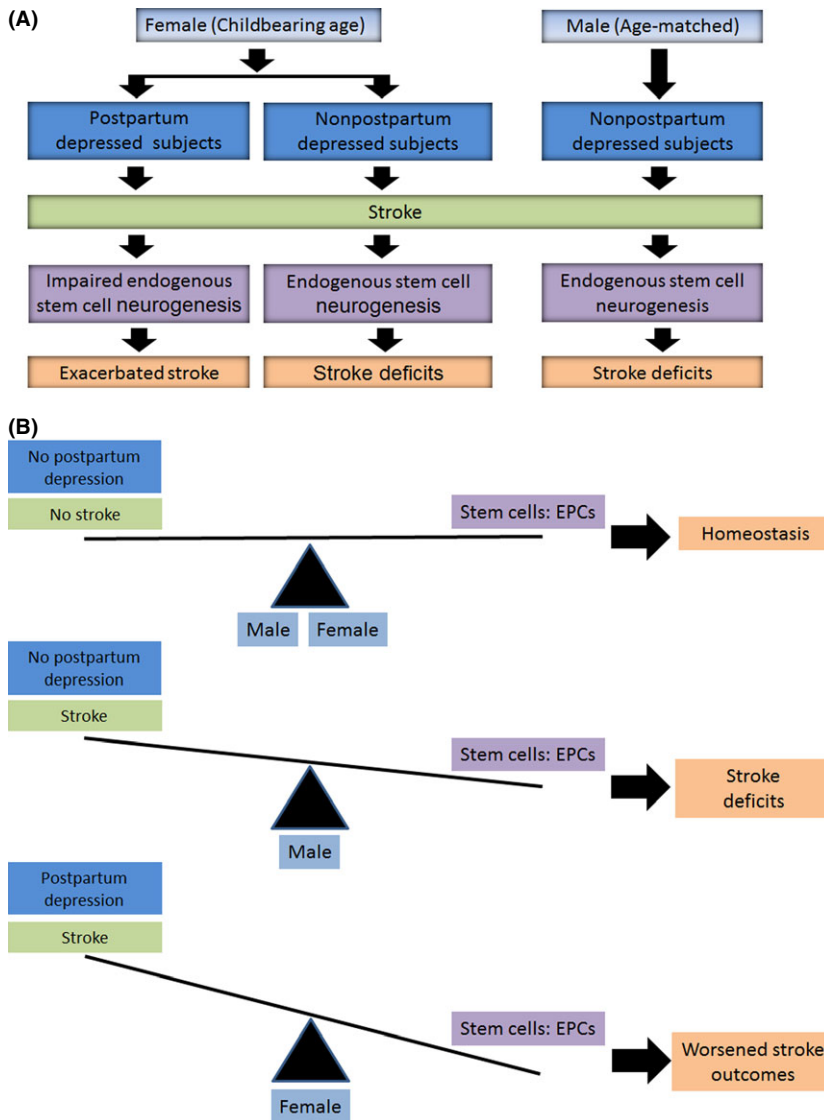 (A)
Female (Childbearing age)
Male (Age-matched)
Postpartum
depressed subjects
Nonpostpartum
depressed subjects
Nonpostpartum
depressed subjects
Stroke
Impaired endogenous
stem cell neurogenesis
Endogenous stem cell
neurogenesis
Endogenous stem cell
neurogenesis
Exacerbated stroke
Stroke deficits
Stroke deficits
(B)
No postpartum
depression
No stroke
Stem cells: EPCs
Homeostasis
Male
Female
No postpartum
depression
Stroke
Stem cells: EPCs
Stroke
deficits
Male
Postpartum
depression
Stroke
Stem cells: EPCs
Worsened stroke
outcomes
Female